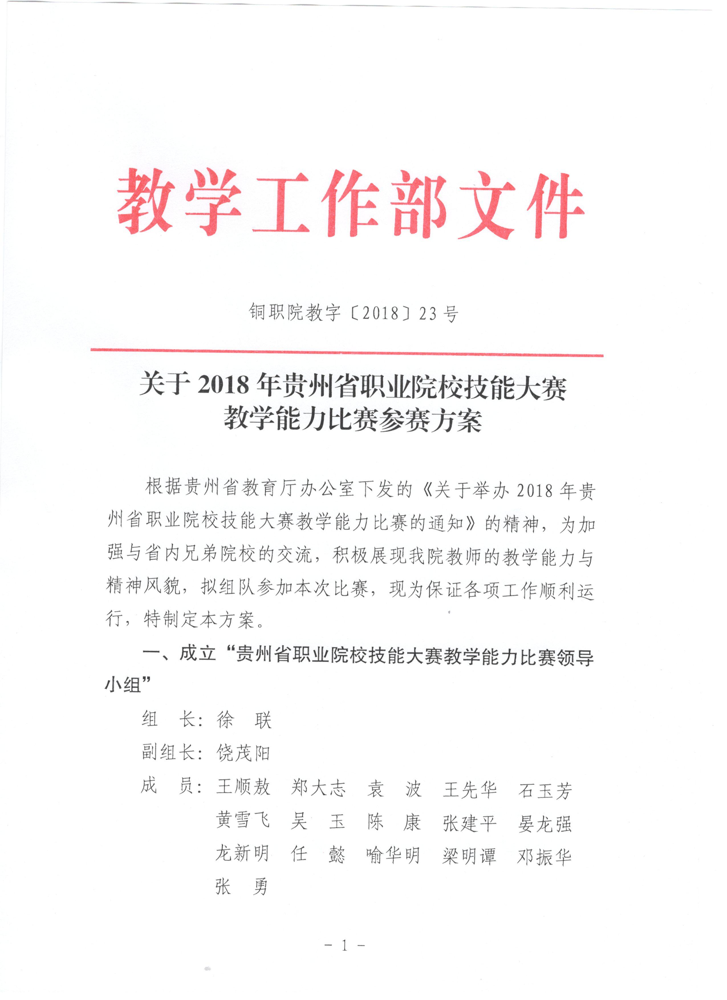 教学工作部文件
铜职院教字〔2018〕23号
关于 2018 年贵州省职业院校技能大赛
教学能力比赛参赛方案
根据贵州省教育厅办公室下发的《关于举办 2018 年贵
州省职业院校技能大赛教学能力比赛的通知》的精神，为加
强与省内兄弟院校的交流，积极展现我院教师的教学能力与
精神风貌，拟组队参加本次比赛，现为保证各项工作顺利运
行，特制定本方案。
一、成立“贵州省职业院校技能大赛教学能力比赛领导
小组”
组　长：徐　联
副组长：饶茂阳
成　员：王顺敖　郑大志　袁　波　王先华　石玉芳
黄雪飞　吴　玉　陈　康　张建平　晏龙强
龙新明　任　懿　喻华明　梁明谭　邓振华
张　勇
- 1 -